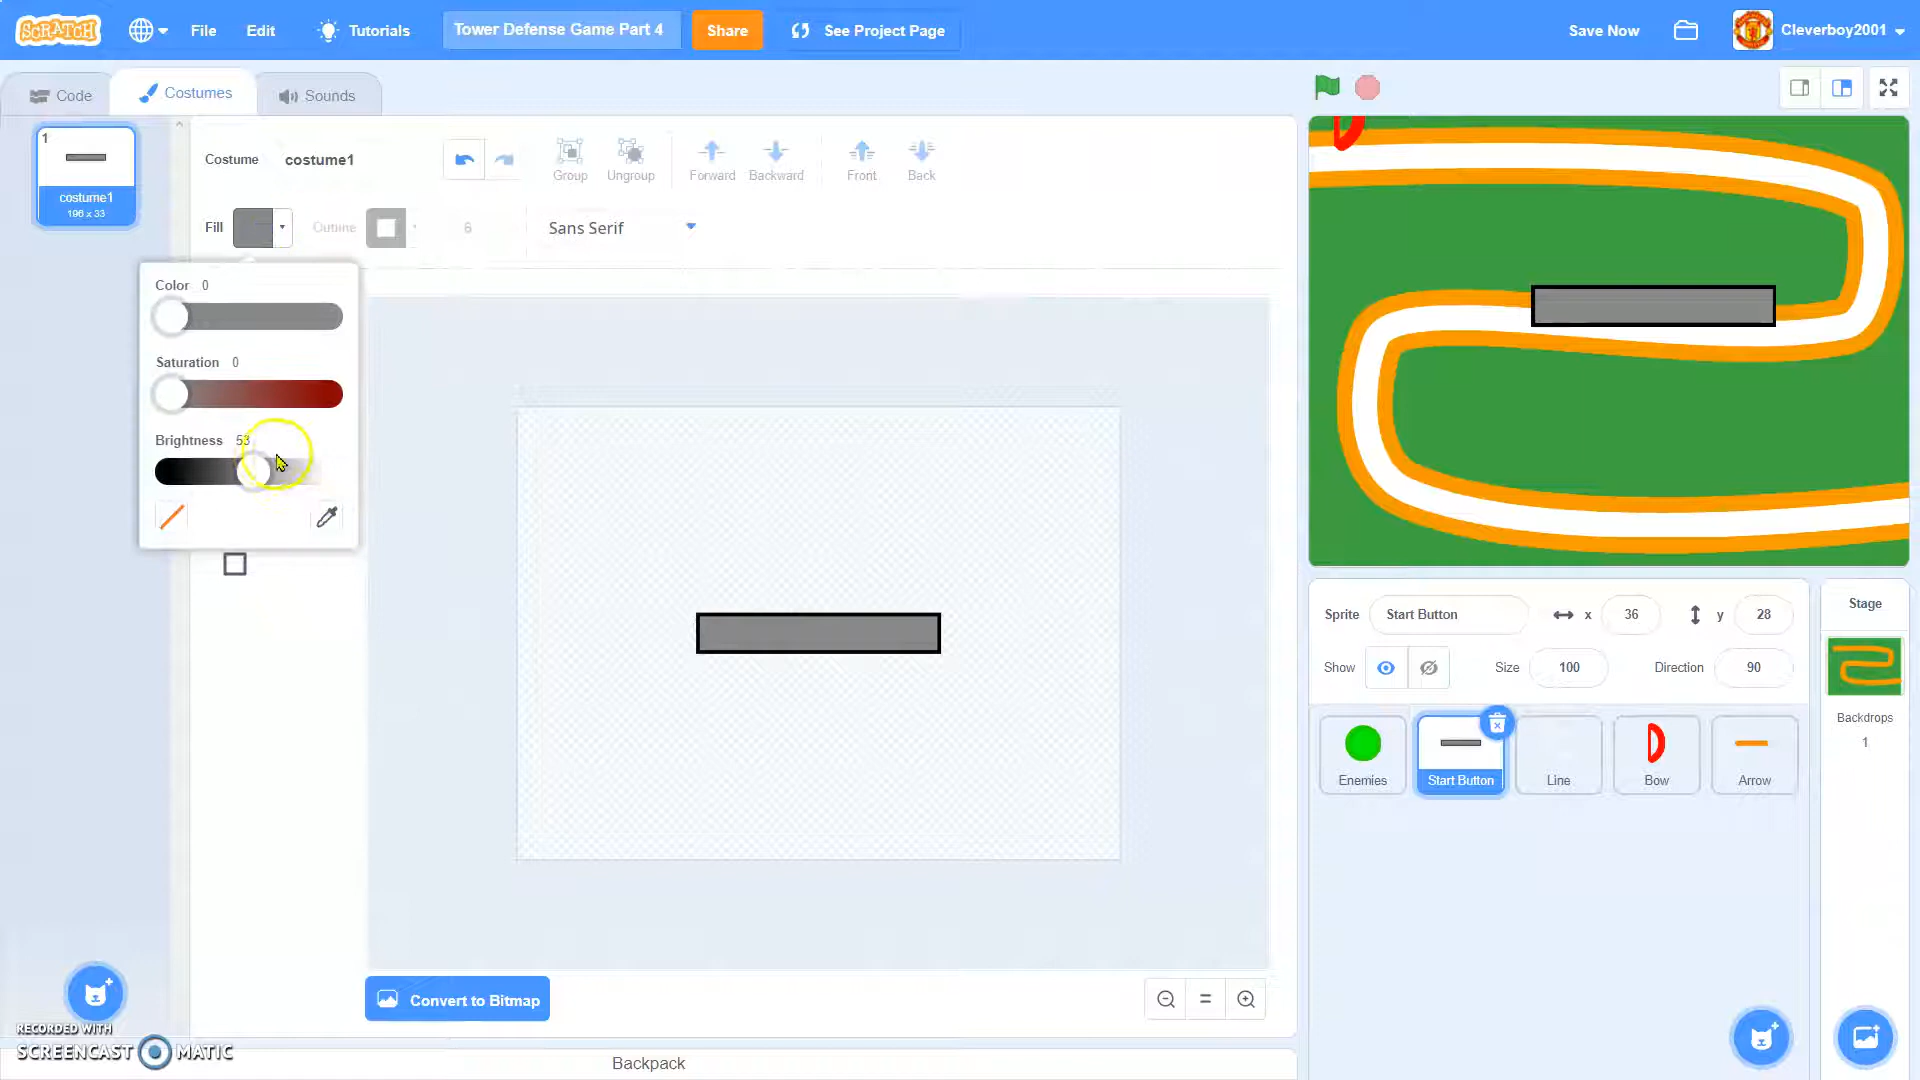 SCRATCH
File
Edit
Tutorials
Tower Defense Game Part 4
Share
See Project Page
Save Now
Cleverboy2001
Code
Costumes
Sounds
1
costume1
196 x 33
Costume
costume1
Group
Ungroup
Forward
Backward
Front
Back
Fill
Outline
6
Sans Serif
Color 0
Saturation 0
Brightness 53
Convert to Bitmap
Backpack
Sprite
Start Button
x
36
y
28
Show
Size
100
Direction
90
Enemies
Start Button
Line
Bow
Arrow
Stage
Backdrops
1
RECORDED WITH
SCREENCAST MATIC